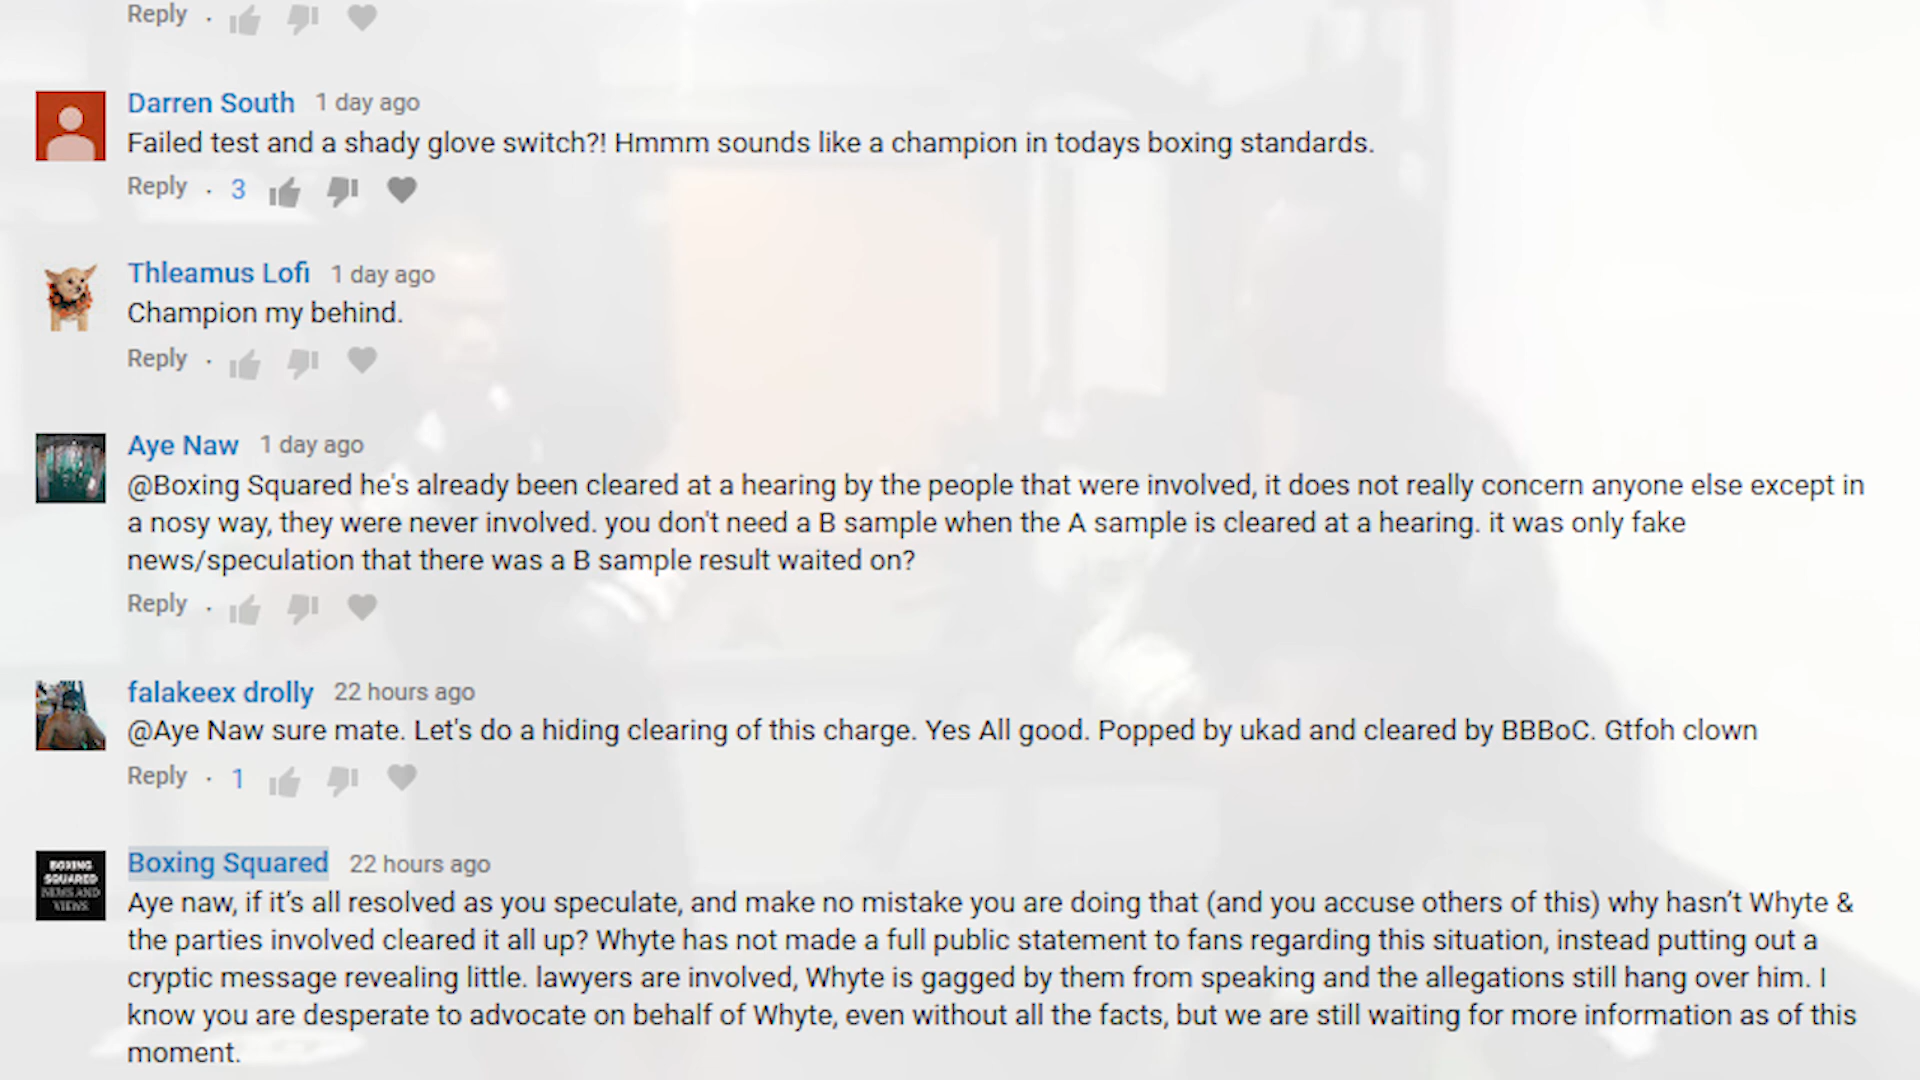 Reply .
Darren South 1 day ago
Failed test and a shady glove switch?! Hmmm sounds like a champion in todays boxing standards.
Reply . 3
Thleamus Lofi 1 day ago
Champion my behind.
Reply .
Aye Naw 1 day ago
@Boxing Squared he's already been cleared at a hearing by the people that were involved, it does not really concern anyone else except in
a nosy way, they were never involved. you don't need a B sample when the A sample is cleared at a hearing. it was only fake
news/speculation that there was a B sample result waited on?
Reply .
falakeex drolly 22 hours ago
@Aye Naw sure mate. Let's do a hiding clearing of this charge. Yes All good. Popped by ukad and cleared by BBBoC. Gtfoh clown
Reply . 1
Boxing Squared 22 hours ago
BOXING
SQUARED
NEWS AND
VIEWS
Aye naw, if it’s all resolved as you speculate, and make no mistake you are doing that (and you accuse others of this) why hasn’t Whyte &
the parties involved cleared it all up? Whyte has not made a full public statement to fans regarding this situation, instead putting out a
cryptic message revealing little. lawyers are involved, Whyte is gagged by them from speaking and the allegations still hang over him. I
know you are desperate to advocate on behalf of Whyte, even without all the facts, but we are still waiting for more information as of this
moment.